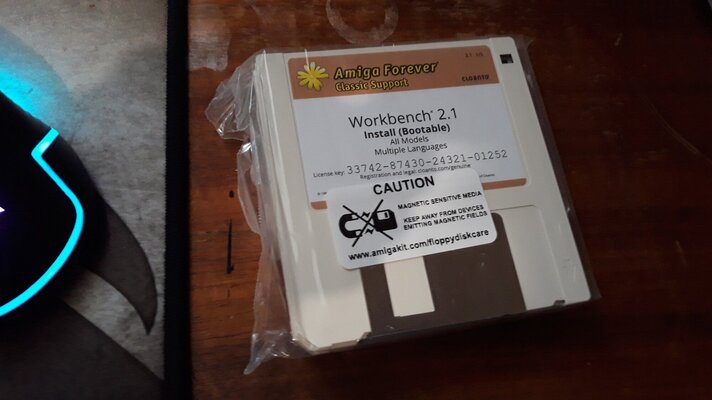 Amiga Forever
Classic Support
CLOANTO
Workbench® 2.1
Install (Bootable)
All Models
Multiple Languages
License key: 33742-87430-24321-01252
Registration and legal: cloanto.com/genuine
CAUTION
MAGNETIC SENSITIVE MEDIA
KEEP AWAY FROM DEVICES
EMITTING MAGNETIC FIELDS
www.amigakit.com/floppydiskcare